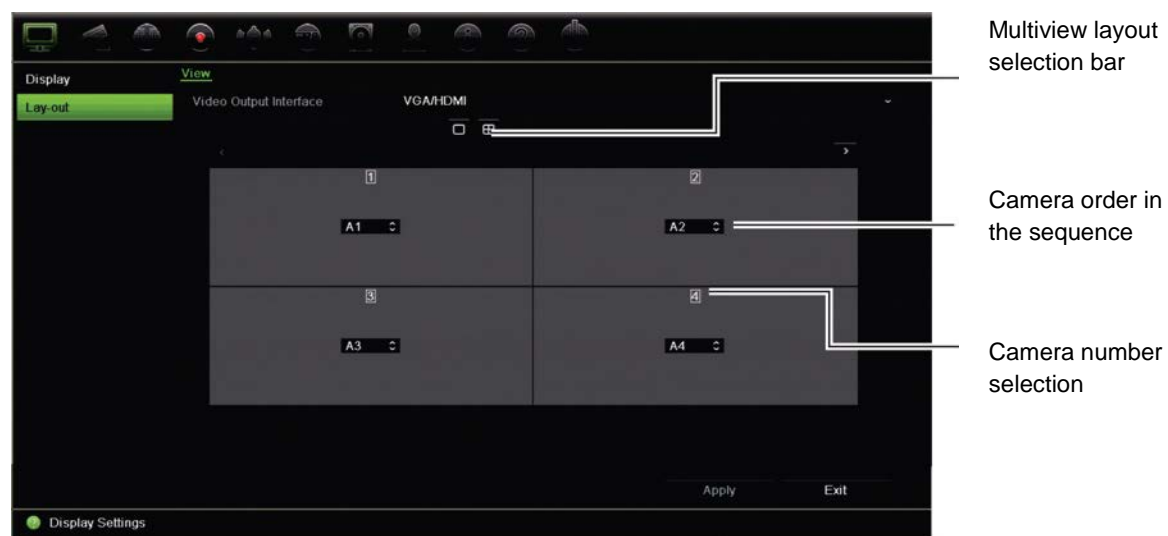 Multiview layout
selection bar
Display
View
Lay-out
Video Output Interface VGA/HDMI
1 2
A1 A2
Camera order in
the sequence
3 4
A3 A4
Camera number
selection
Apply Exit
Display Settings